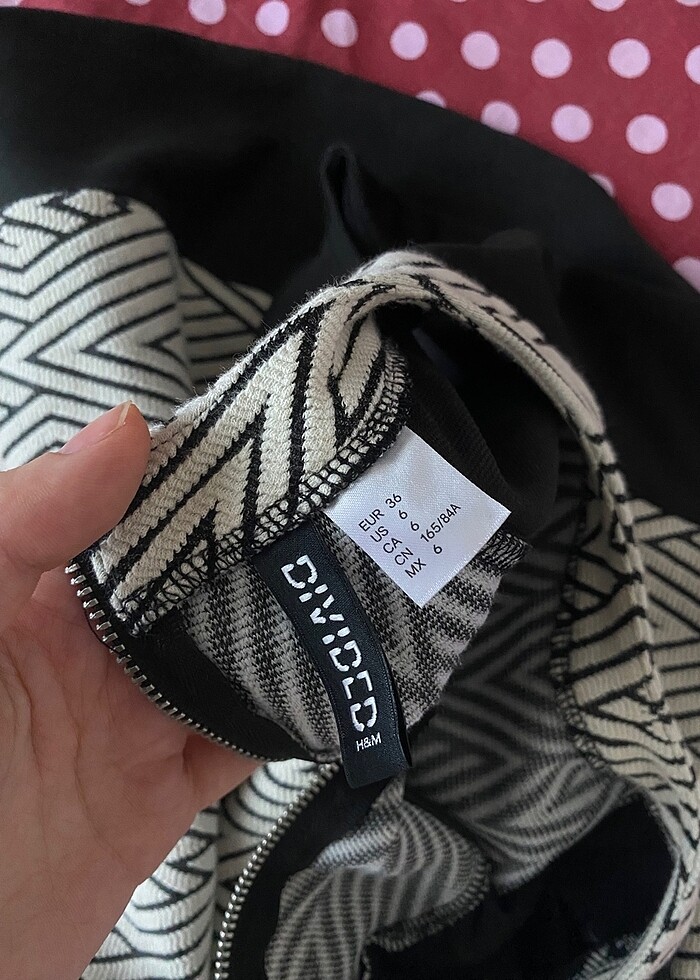 EUR 36
US 6
CA 6
CN 165/84A
MX 6
DIVIDED
H&M